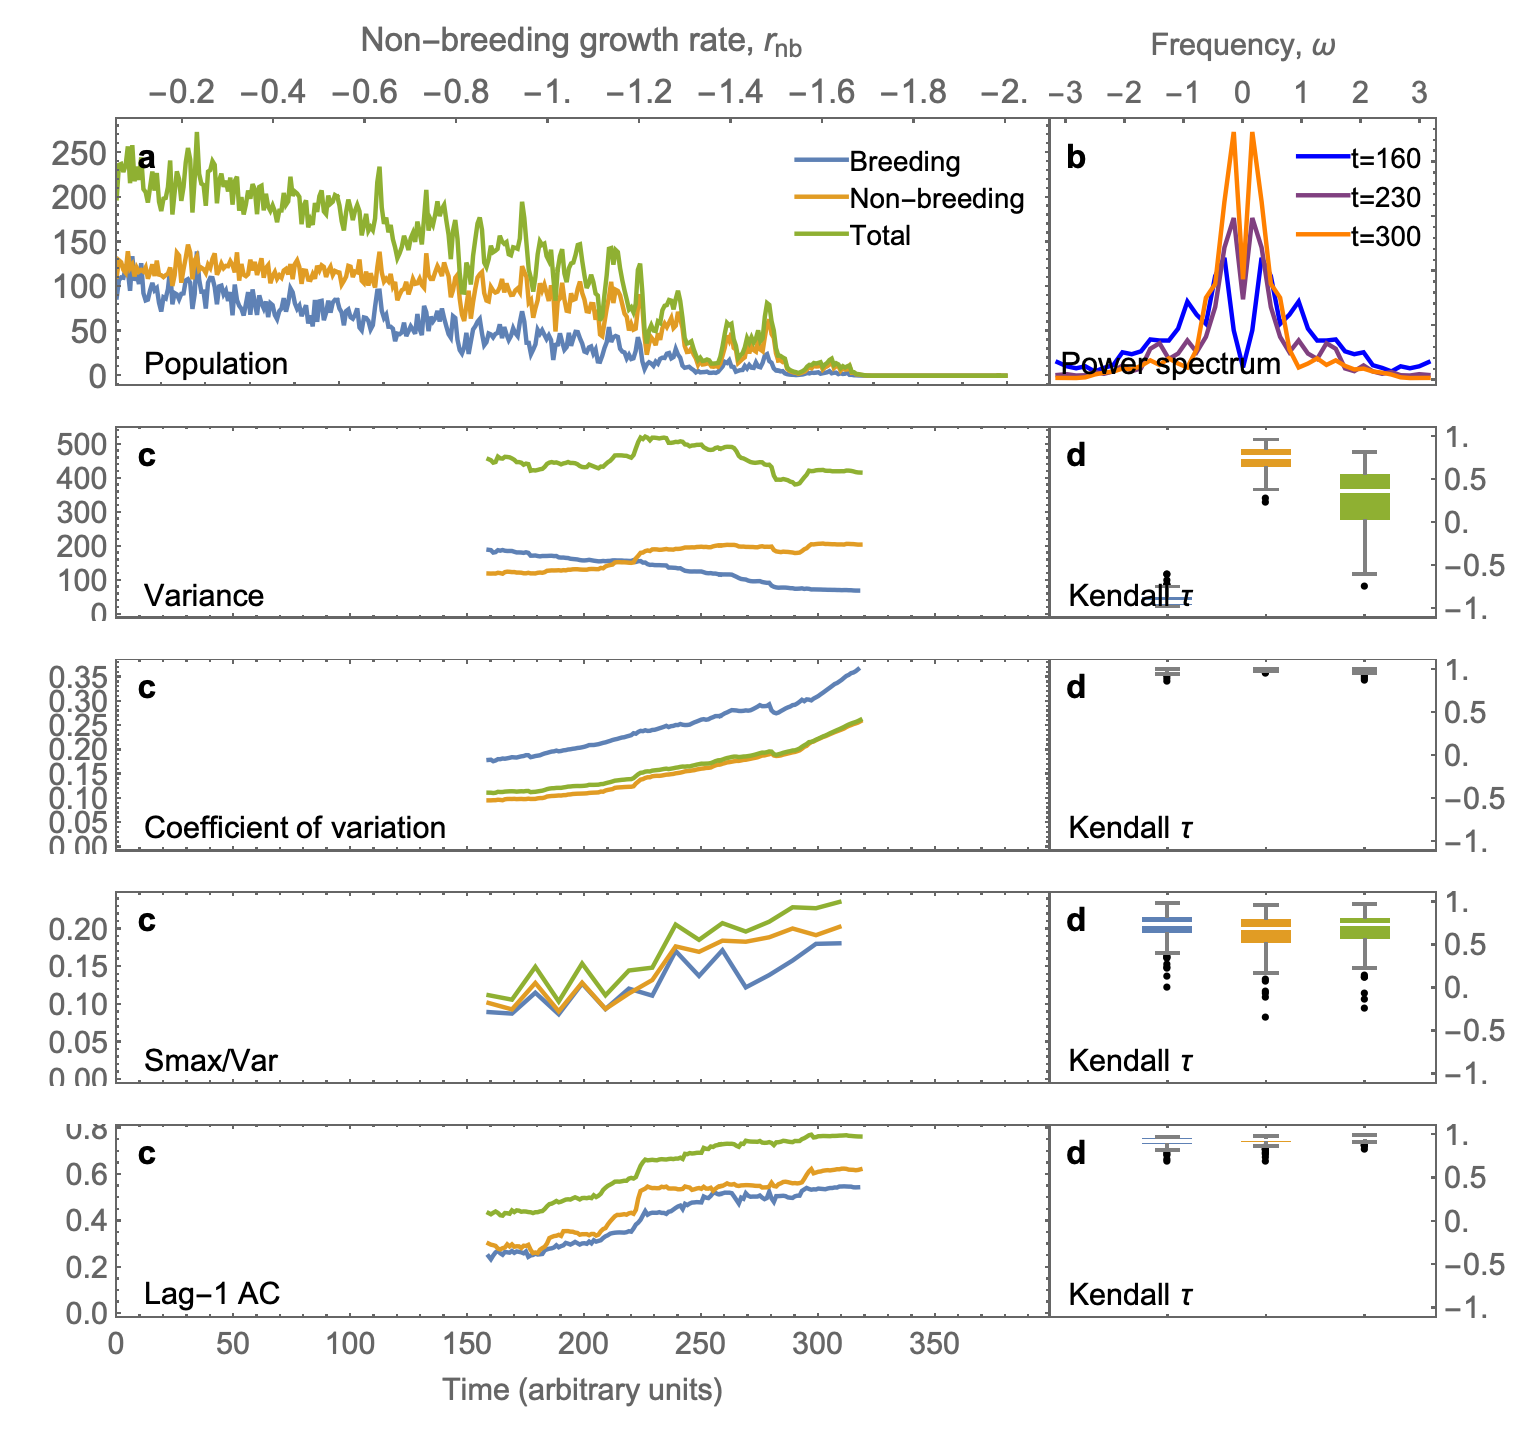 Non−breeding growth rate, rnb
Frequency, ω
−0.2 −0.4 −0.6 −0.8 −1. −1.2 −1.4 −1.6 −1.8 −2.
−3 −2 −1 0 1 2 3
a
250
200
150
100
50
0
Breeding
Non−breeding
Total
Population
b
t=160
t=230
t=300
Power spectrum
c
500
400
300
200
100
0
Variance
d
1.
0.5
0.
−0.5
−1.
Kendall τ
c
0.35
0.30
0.25
0.20
0.15
0.10
0.05
0.00
Coefficient of variation
d
1.
0.5
0.
−0.5
−1.
Kendall τ
c
0.20
0.15
0.10
0.05
0.00
Smax/Var
d
1.
0.5
0.
−0.5
−1.
Kendall τ
c
0.8
0.6
0.4
0.2
0.0
Lag−1 AC
d
1.
0.5
0.
−0.5
−1.
Kendall τ
0 50 100 150 200 250 300 350
Time (arbitrary units)